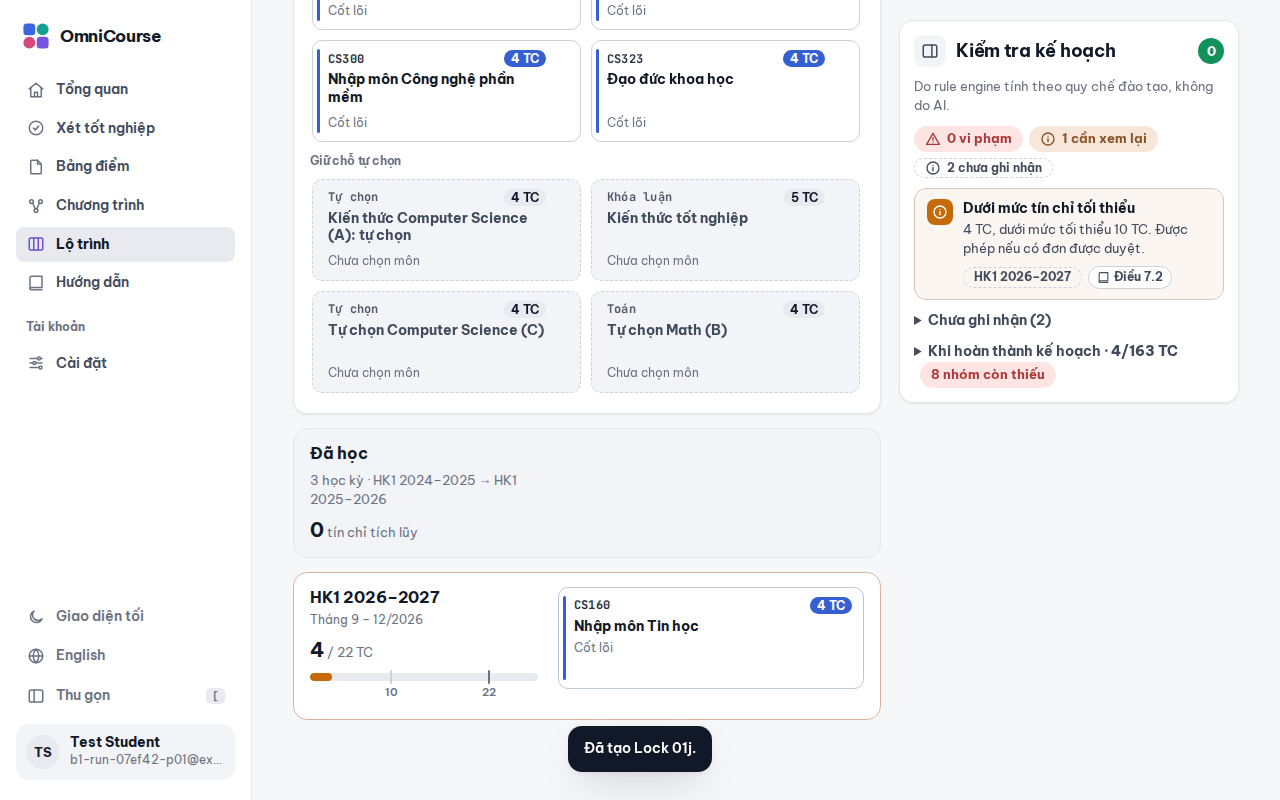 OmniCourse
Tổng quan
Xét tốt nghiệp
Bảng điểm
Chương trình
Lộ trình
Hướng dẫn
Tài khoản
Cài đặt
Giao diện tối
English
Thu gọn [
TS
Test Student
b1-run-07ef42-p01@ex...
Cốt lõi
Cốt lõi
CS300 4 TC
Nhập môn Công nghệ phần
mềm
Cốt lõi
CS323 4 TC
Đạo đức khoa học
Cốt lõi
Giữ chỗ tự chọn
Tự chọn 4 TC
Kiến thức Computer Science
(A): tự chọn
Chưa chọn môn
Khóa luận 5 TC
Kiến thức tốt nghiệp
Chưa chọn môn
Tự chọn 4 TC
Tự chọn Computer Science (C)
Chưa chọn môn
Toán 4 TC
Tự chọn Math (B)
Chưa chọn môn
Đã học
3 học kỳ · HK1 2024–2025 → HK1
2025–2026
0 tín chỉ tích lũy
HK1 2026–2027
Tháng 9 – 12/2026
4 / 22 TC
10 22
CS160 4 TC
Nhập môn Tin học
Cốt lõi
Đã tạo Lock 01j.
Kiểm tra kế hoạch 0
Do rule engine tính theo quy chế đào tạo, không
do AI.
0 vi phạm 1 cần xem lại
2 chưa ghi nhận
Dưới mức tín chỉ tối thiểu
4 TC, dưới mức tối thiểu 10 TC. Được
phép nếu có đơn được duyệt.
HK1 2026–2027 Điều 7.2
Chưa ghi nhận (2)
Khi hoàn thành kế hoạch · 4/163 TC
8 nhóm còn thiếu